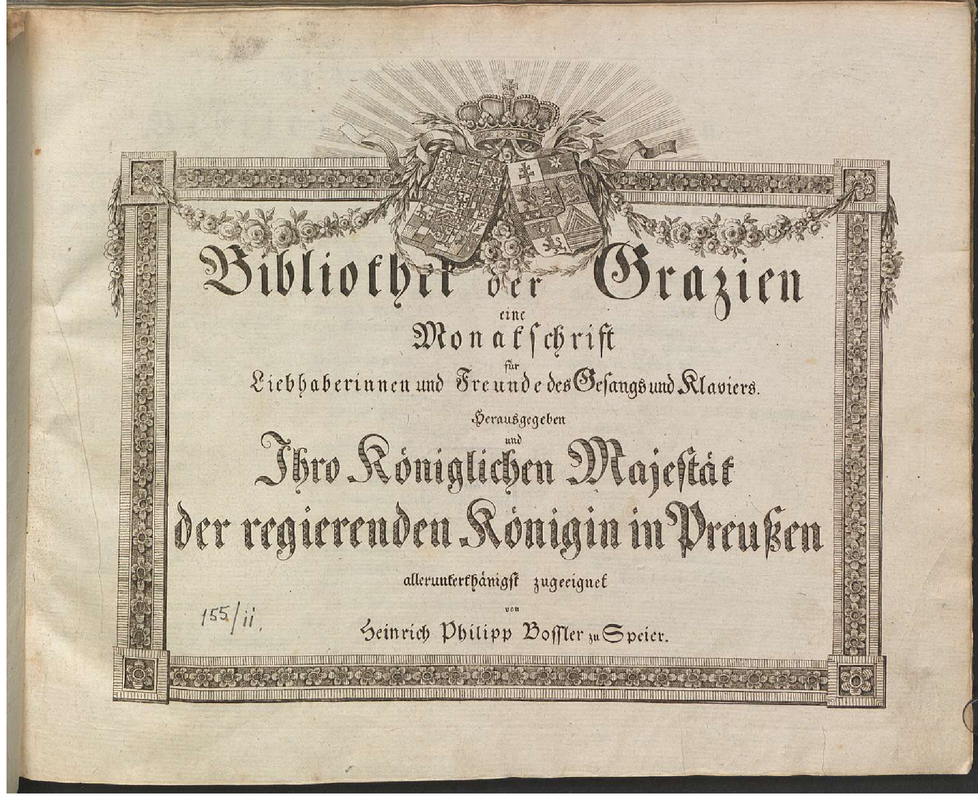 Bibliothek der Grazien
eine
Monatschrift
für
Liebhaberinnen und Freunde des Gesangs und Klaviers.
Herausgegeben
und
Ihro Königlichen Majestät
der regierenden Königin in Preußen
allerunterthänigst zugeeignet
von
Heinrich Philipp Bossler zu Speier.
155/ii.